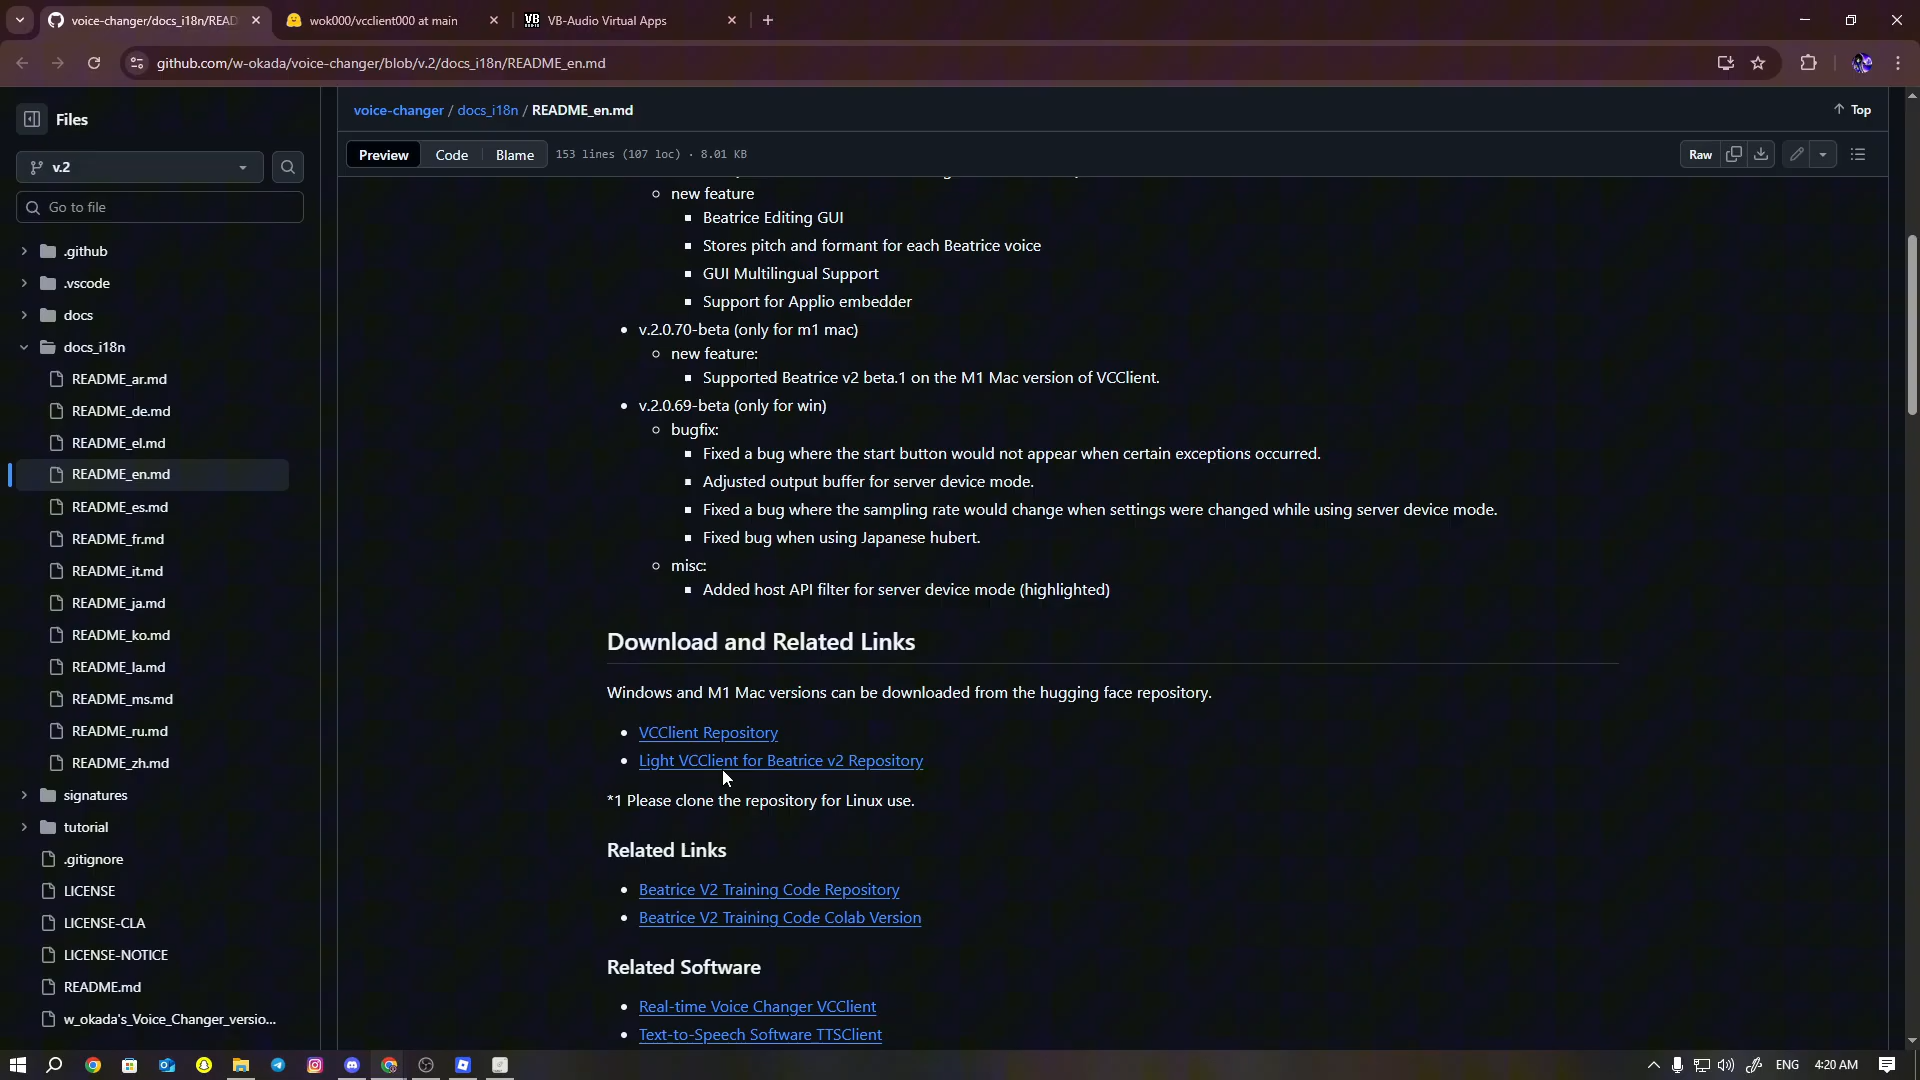 voice-changer/docs_i18n/READ
wok000/vcclient000 at main
VB-Audio Virtual Apps
github.com/w-okada/voice-changer/blob/v.2/docs_i18n/README_en.md
Files
voice-changer / docs_i18n / README_en.md
Top
v.2
Preview
Code
Blame
153 lines (107 loc) · 8.01 KB
Raw
Go to file
.github
.vscode
docs
docs_i18n
README_ar.md
README_de.md
README_el.md
README_en.md
README_es.md
README_fr.md
README_it.md
README_ja.md
README_ko.md
README_la.md
README_ms.md
README_ru.md
README_zh.md
signatures
tutorial
.gitignore
LICENSE
LICENSE-CLA
LICENSE-NOTICE
README.md
w_okada's_Voice_Changer_versio...
new feature
Beatrice Editing GUI
Stores pitch and formant for each Beatrice voice
GUI Multilingual Support
Support for Applio embedder
v.2.0.70-beta (only for m1 mac)
new feature:
Supported Beatrice v2 beta.1 on the M1 Mac version of VCClient.
v.2.0.69-beta (only for win)
bugfix:
Fixed a bug where the start button would not appear when certain exceptions occurred.
Adjusted output buffer for server device mode.
Fixed a bug where the sampling rate would change when settings were changed while using server device mode.
Fixed bug when using Japanese hubert.
misc:
Added host API filter for server device mode (highlighted)
Download and Related Links
Windows and M1 Mac versions can be downloaded from the hugging face repository.
VCClient Repository
Light VCClient for Beatrice v2 Repository
*1 Please clone the repository for Linux use.
Related Links
Beatrice V2 Training Code Repository
Beatrice V2 Training Code Colab Version
Related Software
Real-time Voice Changer VCClient
Text-to-Speech Software TTSClient
ENG
4:20 AM